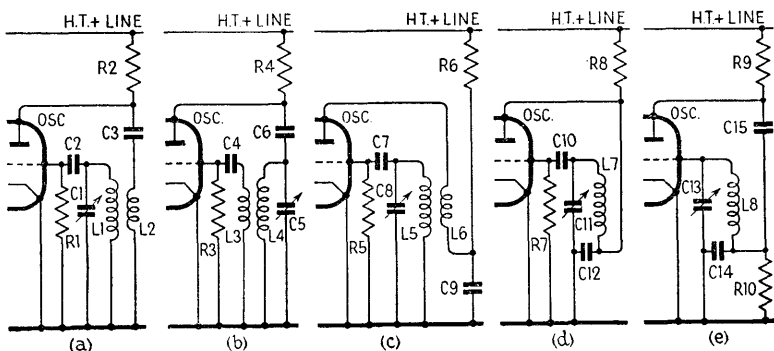 H.T.+ LINE
R2
OSC
C3
C2
C1
L1
L2
R1
(a)
H.T.+ LINE
R4
OSC.
C6
C4
C5
L3
L4
R3
(b)
H.T.+ LINE
R6
OSC.
C7
C8
L5
L6
R5
C9
(c)
H.T.+ LINE
R8
OSC.
C10
L7
C11
R7
C12
(d)
H.T.+ LINE
R9
OSC.
C15
C13
L8
C14
R10
(e)